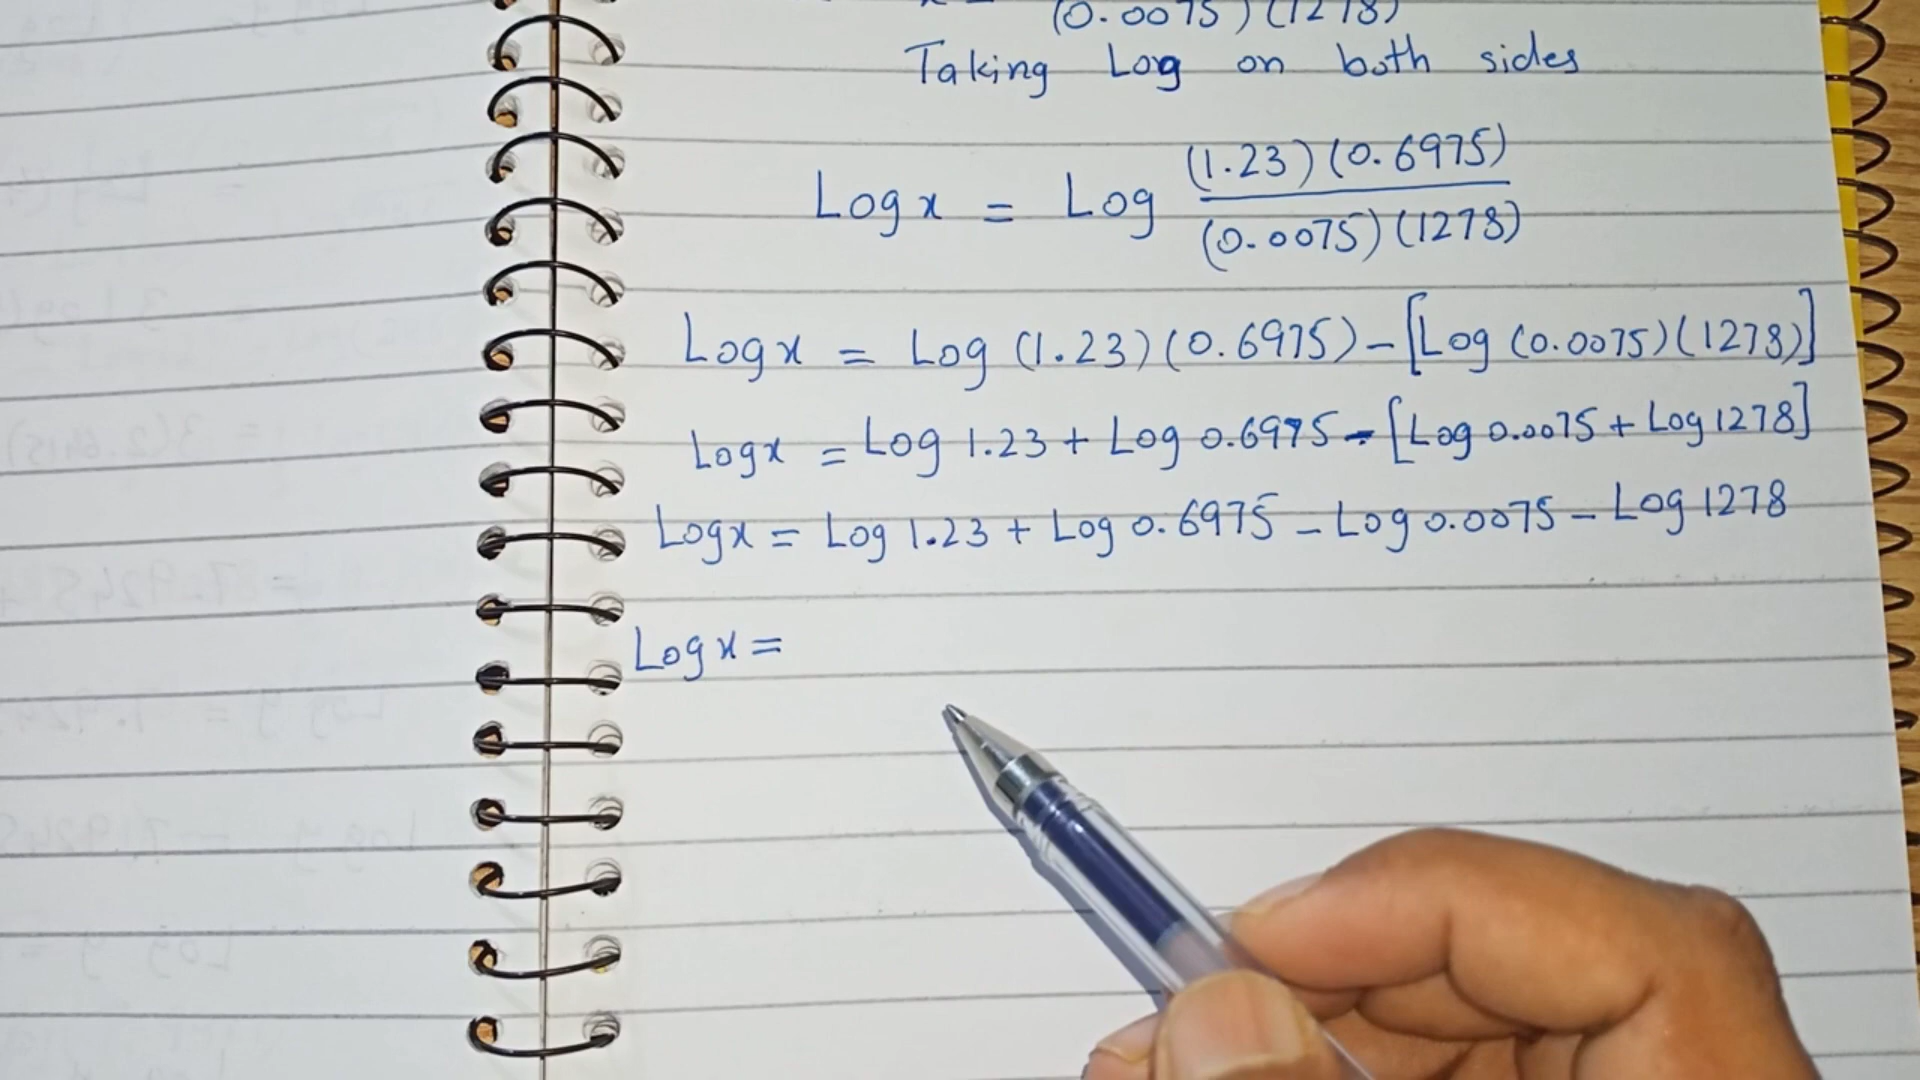 (0.0075)(1278)
Taking Log on both sides
Log x = Log (1.23)(0.6975) / (0.0075)(1278)
Log x = Log (1.23)(0.6975) - [Log (0.0075)(1278)]
Log x = Log 1.23 + Log 0.6975 - [Log 0.0075 + Log 1278]
Log x = Log 1.23 + Log 0.6975 - Log 0.0075 - Log 1278
Log x =